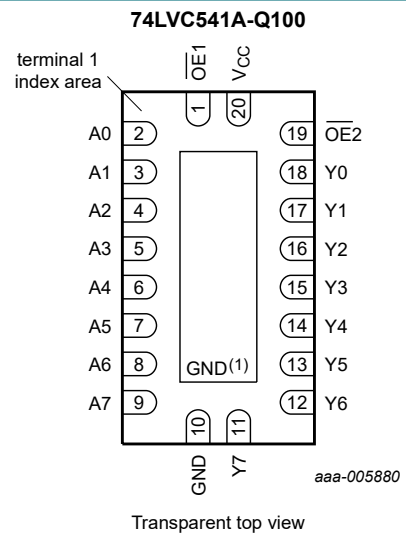 74LVC541A-Q100
terminal 1
index area
OE1
VCC
1
20
A0 2 19 OE2
A1 3 18 Y0
A2 4 17 Y1
A3 5 16 Y2
A4 6 15 Y3
A5 7 14 Y4
A6 8 13 Y5
GND(1)
A7 9 12 Y6
10
11
GND
Y7
aaa-005880
Transparent top view